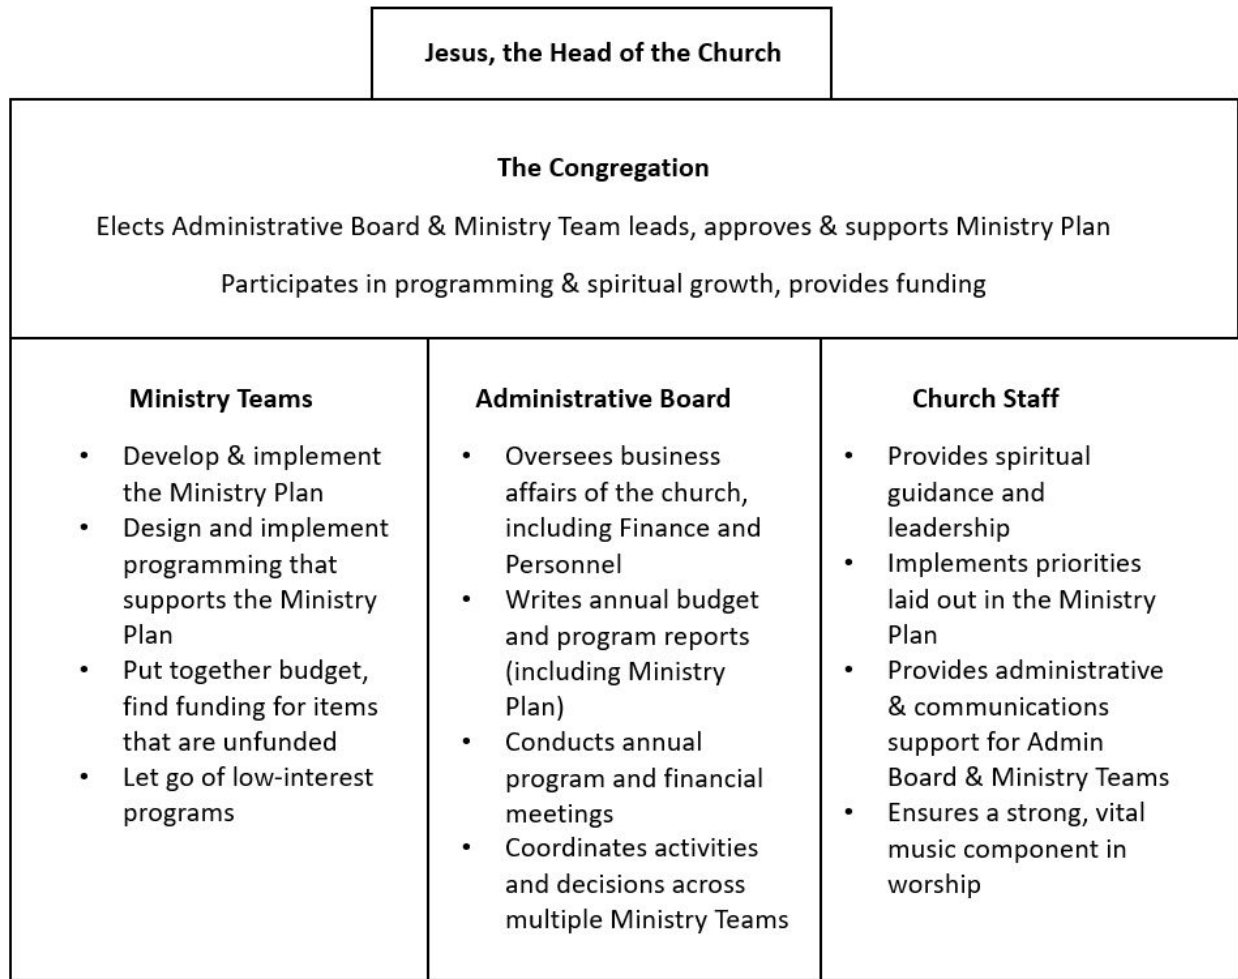 Jesus, the Head of the Church
The Congregation
Elects Administrative Board & Ministry Team leads, approves & supports Ministry Plan
Participates in programming & spiritual growth, provides funding
Ministry Teams
• Develop & implement
the Ministry Plan
• Design and implement
programming that
supports the Ministry
Plan
• Put together budget,
find funding for items
that are unfunded
• Let go of low-interest
programs
Administrative Board
• Oversees business
affairs of the church,
including Finance and
Personnel
• Writes annual budget
and program reports
(including Ministry
Plan)
• Conducts annual
program and financial
meetings
• Coordinates activities
and decisions across
multiple Ministry Teams
Church Staff
• Provides spiritual
guidance and
leadership
• Implements priorities
laid out in the Ministry
Plan
• Provides administrative
& communications
support for Admin
Board & Ministry Teams
• Ensures a strong, vital
music component in
worship